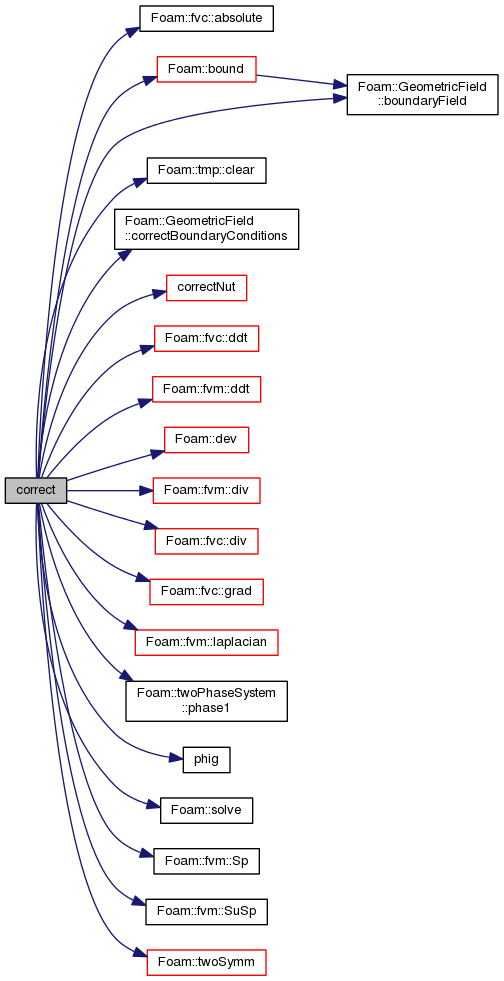 Foam::fvc::absolute
Foam::bound
Foam::GeometricField
::boundaryField
Foam::tmp::clear
Foam::GeometricField
::correctBoundaryConditions
correctNut
Foam::fvc::ddt
Foam::fvm::ddt
Foam::dev
correct
Foam::fvm::div
Foam::fvc::div
Foam::fvc::grad
Foam::fvm::laplacian
Foam::twoPhaseSystem
::phase1
phig
Foam::solve
Foam::fvm::Sp
Foam::fvm::SuSp
Foam::twoSymm